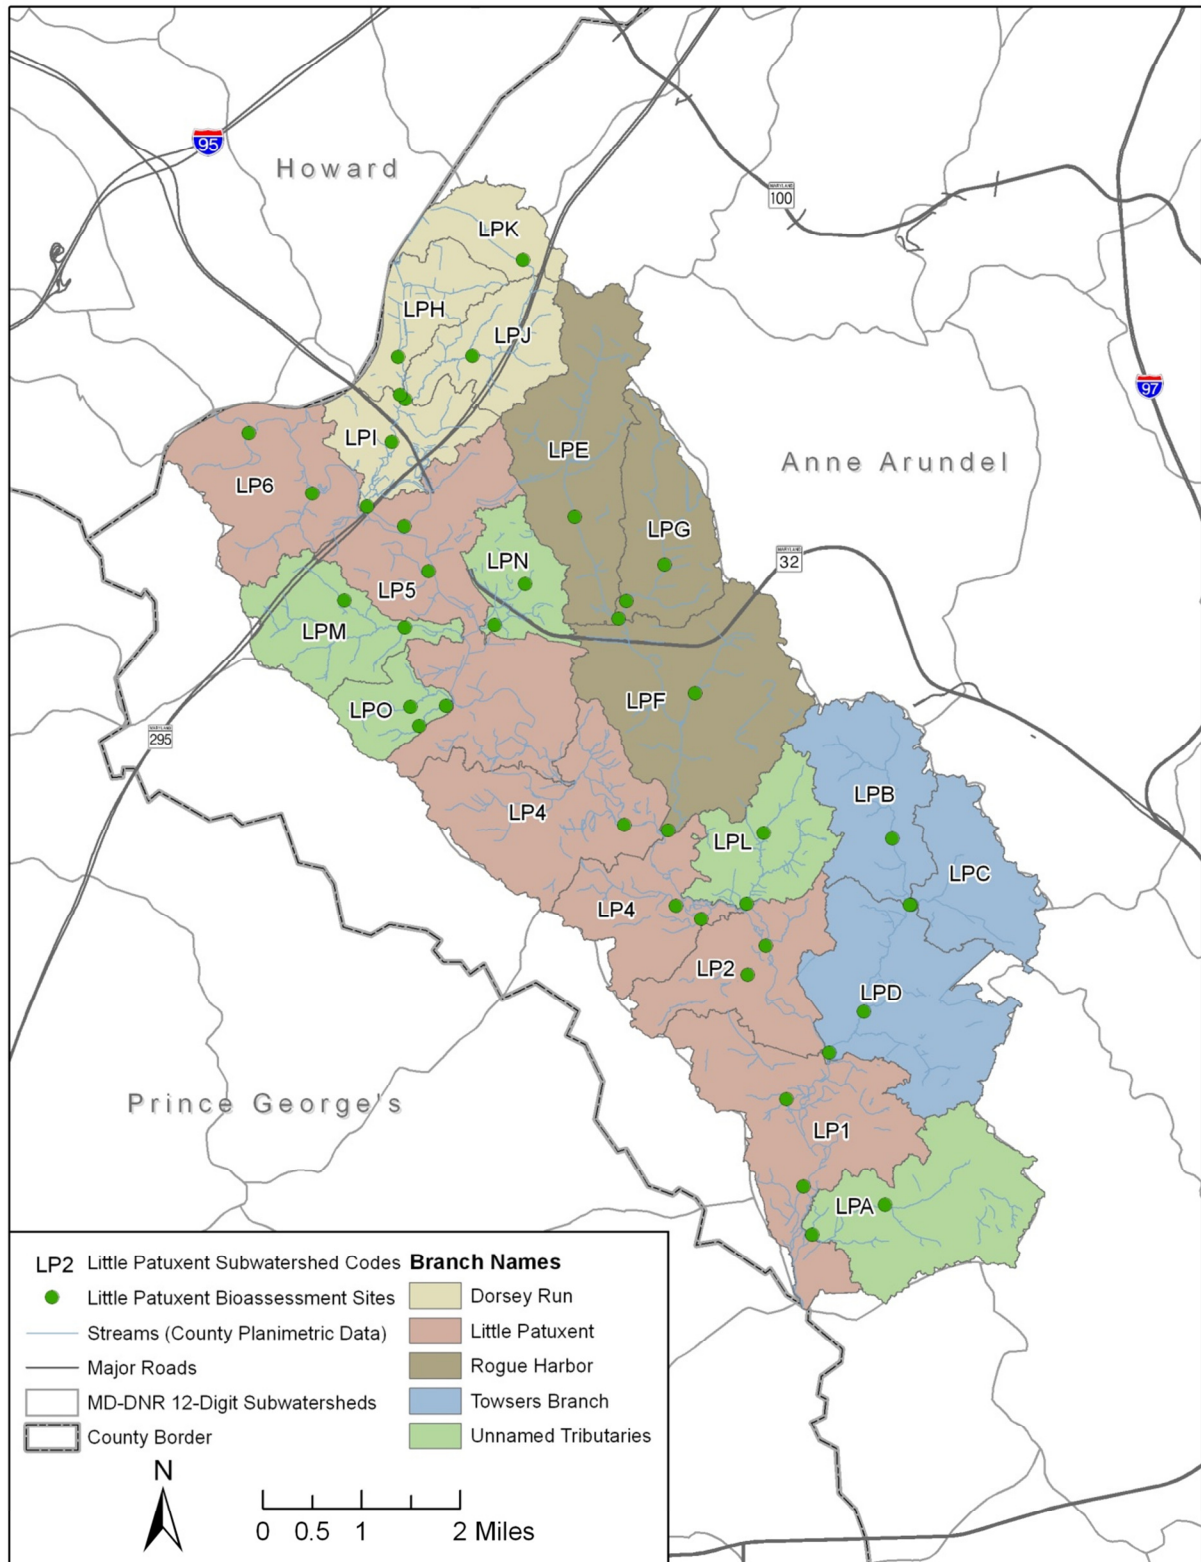 95
Howard
MARYLAND
100
LPK
LPH
LPJ
97
LPI
LPE
Anne Arundel
LP6
LPG
MARYLAND
32
LPN
LP5
LPM
LPF
LPO
MARYLAND
295
LPB
LP4
LPL
LPC
LP4
LP2
LPD
Prince George's
LP1
LPA
LP2 Little Patuxent Subwatershed Codes
Little Patuxent Bioassessment Sites
Streams (County Planimetric Data)
Major Roads
MD-DNR 12-Digit Subwatersheds
County Border
Branch Names
Dorsey Run
Little Patuxent
Rogue Harbor
Towsers Branch
Unnamed Tributaries
N
0 0.5 1 2 Miles